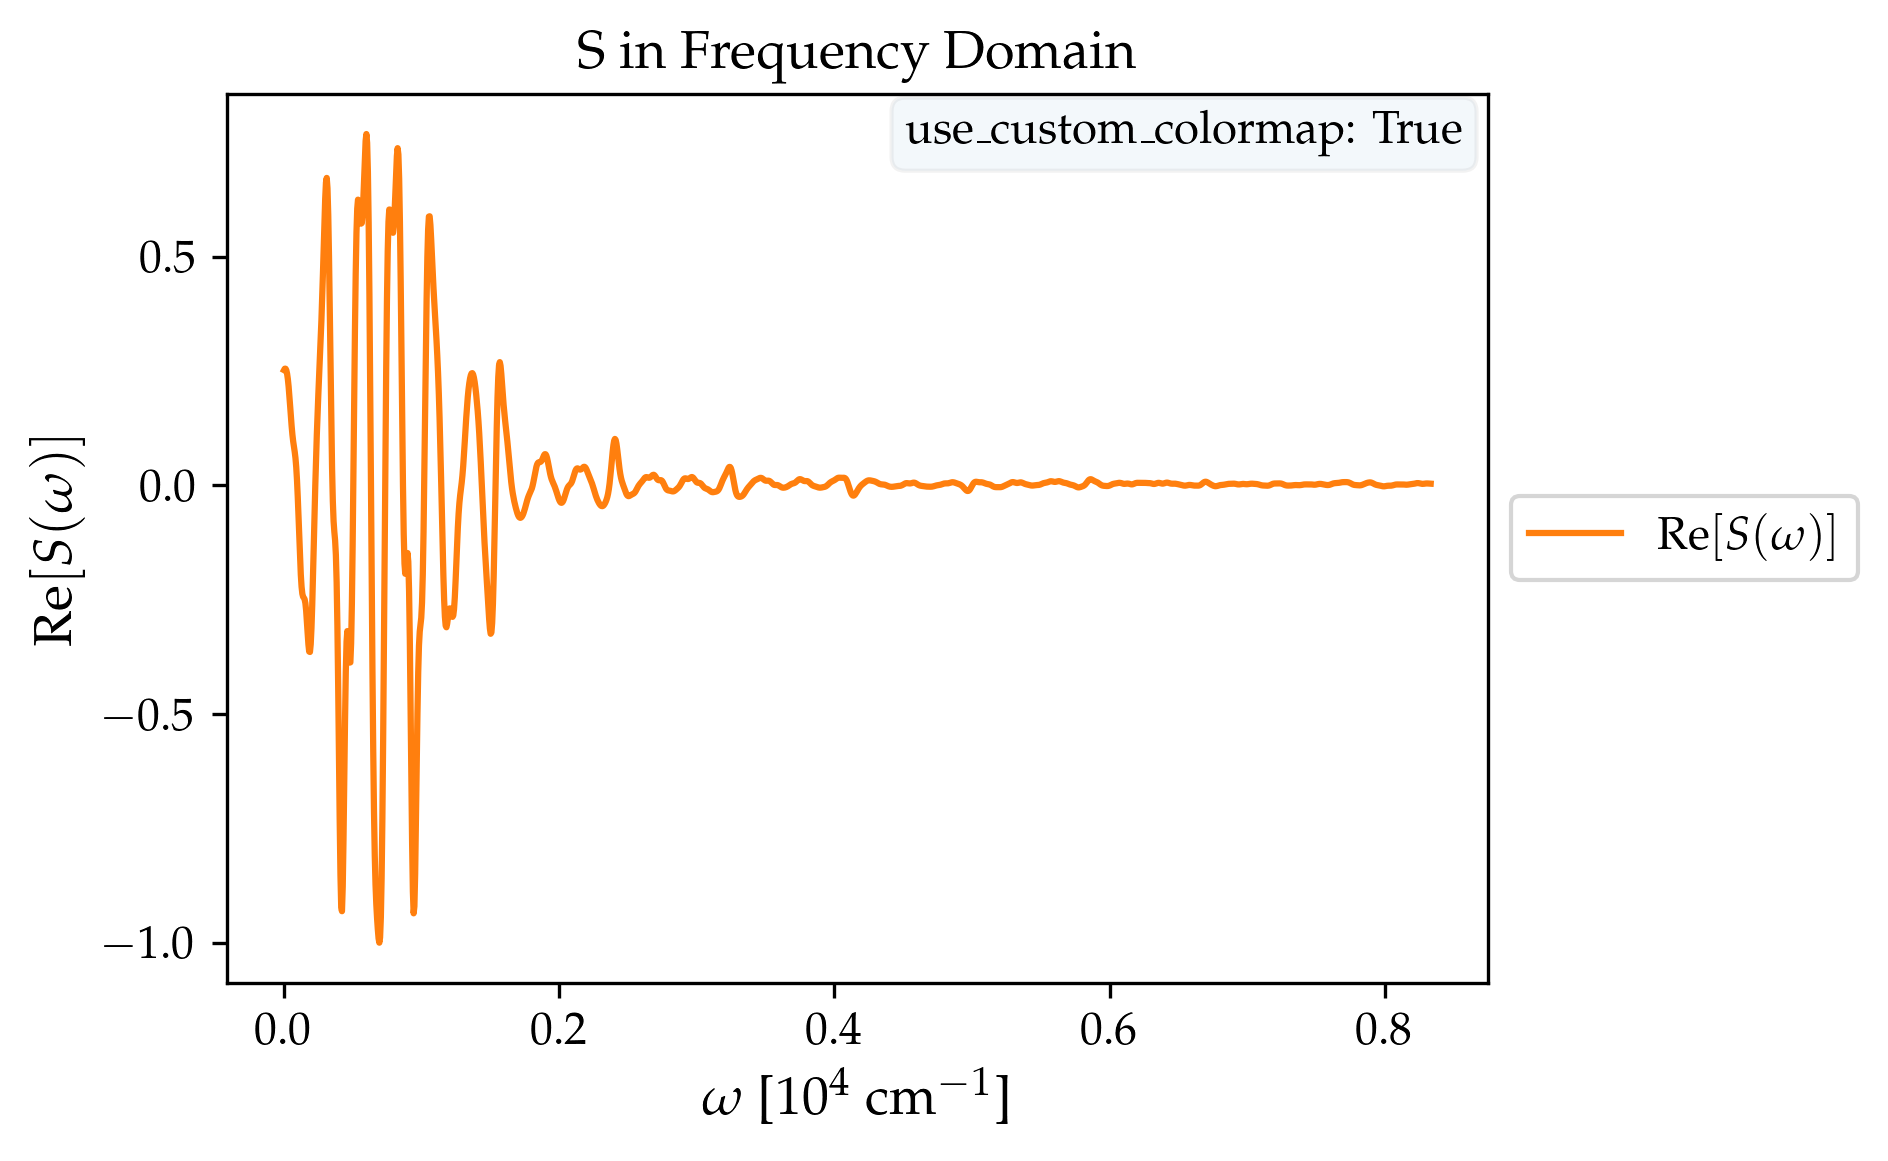 S in Frequency Domain
use_custom_colormap: True
Re[S(ω)]
0.5
0.0
−0.5
−1.0
0.0 0.2 0.4 0.6 0.8
ω [10⁴ cm⁻¹]
Re[S(ω)]